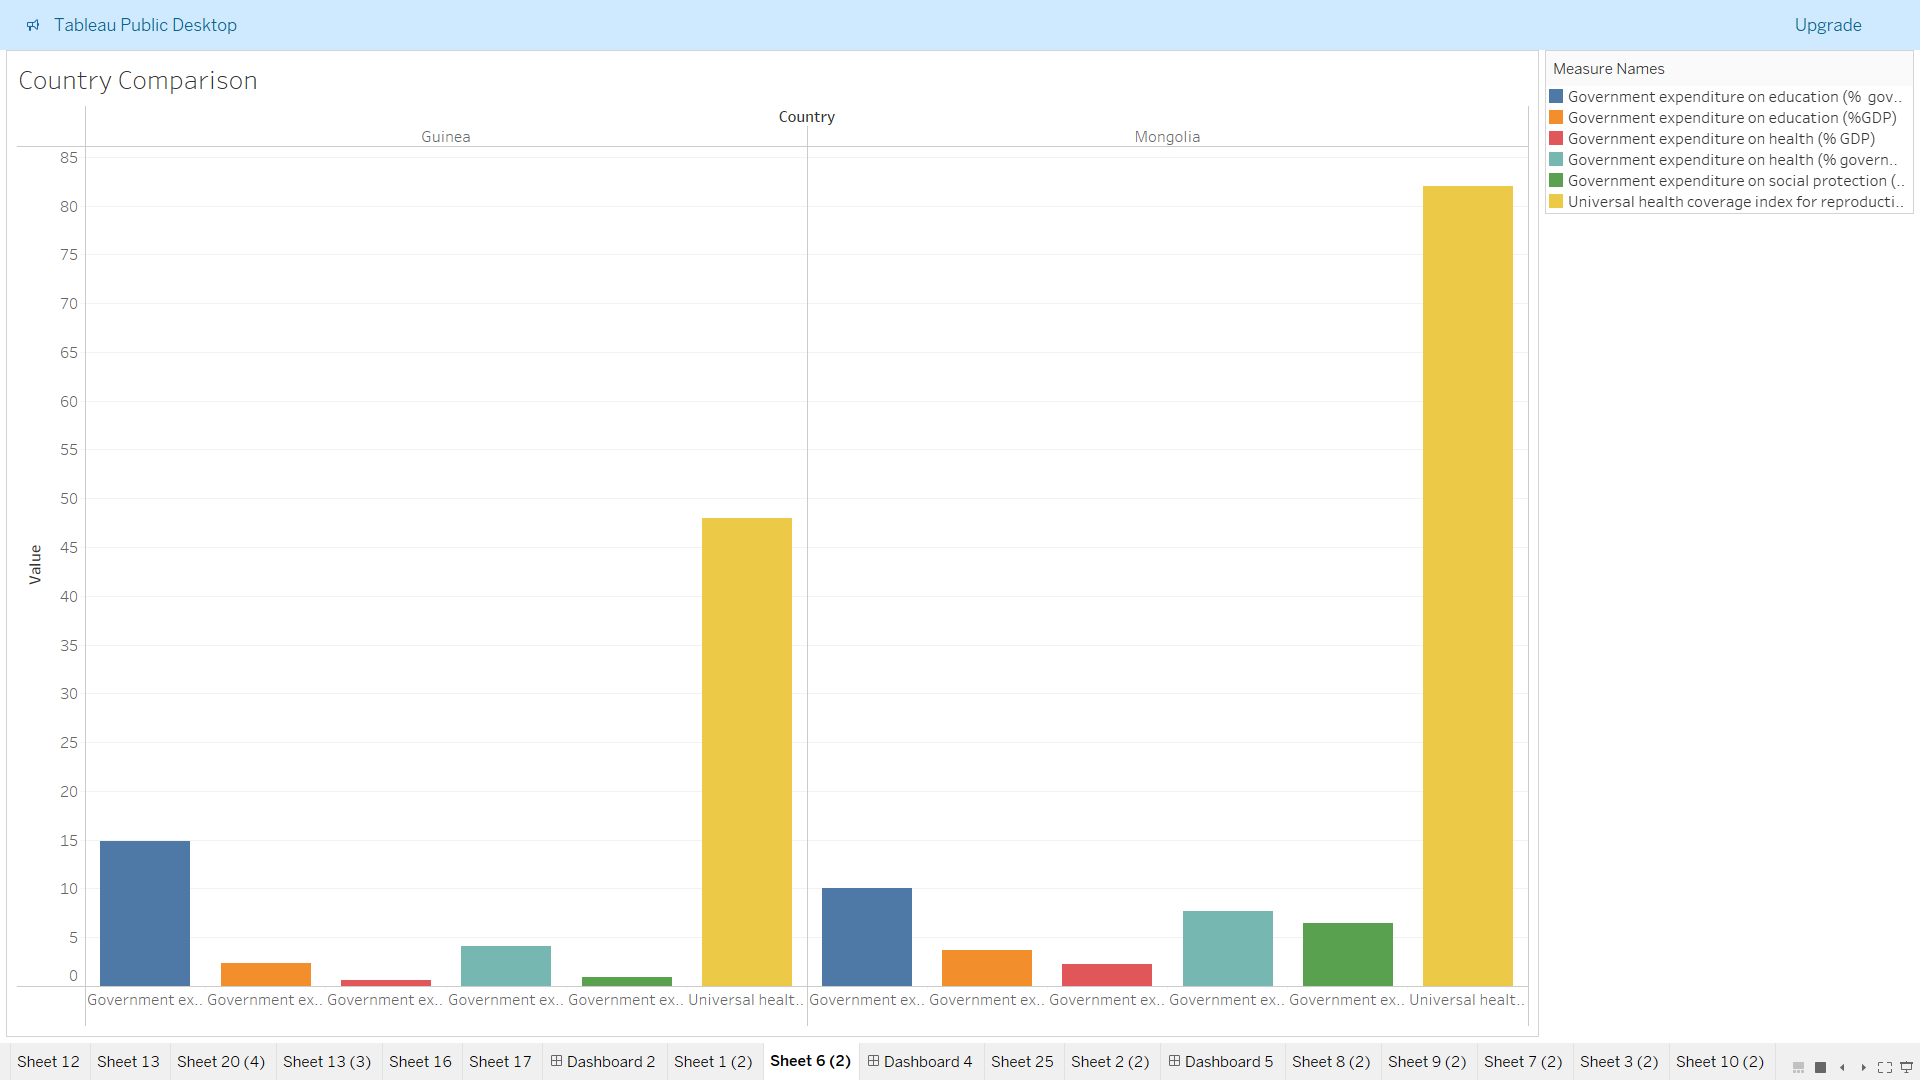 Tableau Public Desktop
Upgrade
Country Comparison
Country
Guinea
Mongolia
85
80
75
70
65
60
55
50
45
40
35
30
25
20
15
10
5
0
Value
Government ex..
Government ex..
Government ex..
Government ex..
Government ex..
Universal healt..
Government ex..
Government ex..
Government ex..
Government ex..
Government ex..
Universal healt..
Measure Names
Government expenditure on education (% gov..
Government expenditure on education (%GDP)
Government expenditure on health (% GDP)
Government expenditure on health (% govern..
Government expenditure on social protection (..
Universal health coverage index for reproducti..
Sheet 12
Sheet 13
Sheet 20 (4)
Sheet 13 (3)
Sheet 16
Sheet 17
Dashboard 2
Sheet 1 (2)
Sheet 6 (2)
Dashboard 4
Sheet 25
Sheet 2 (2)
Dashboard 5
Sheet 8 (2)
Sheet 9 (2)
Sheet 7 (2)
Sheet 3 (2)
Sheet 10 (2)